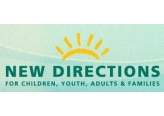 NEW DIRECTIONS
FOR CHILDREN, YOUTH, ADULTS & FAMILIES